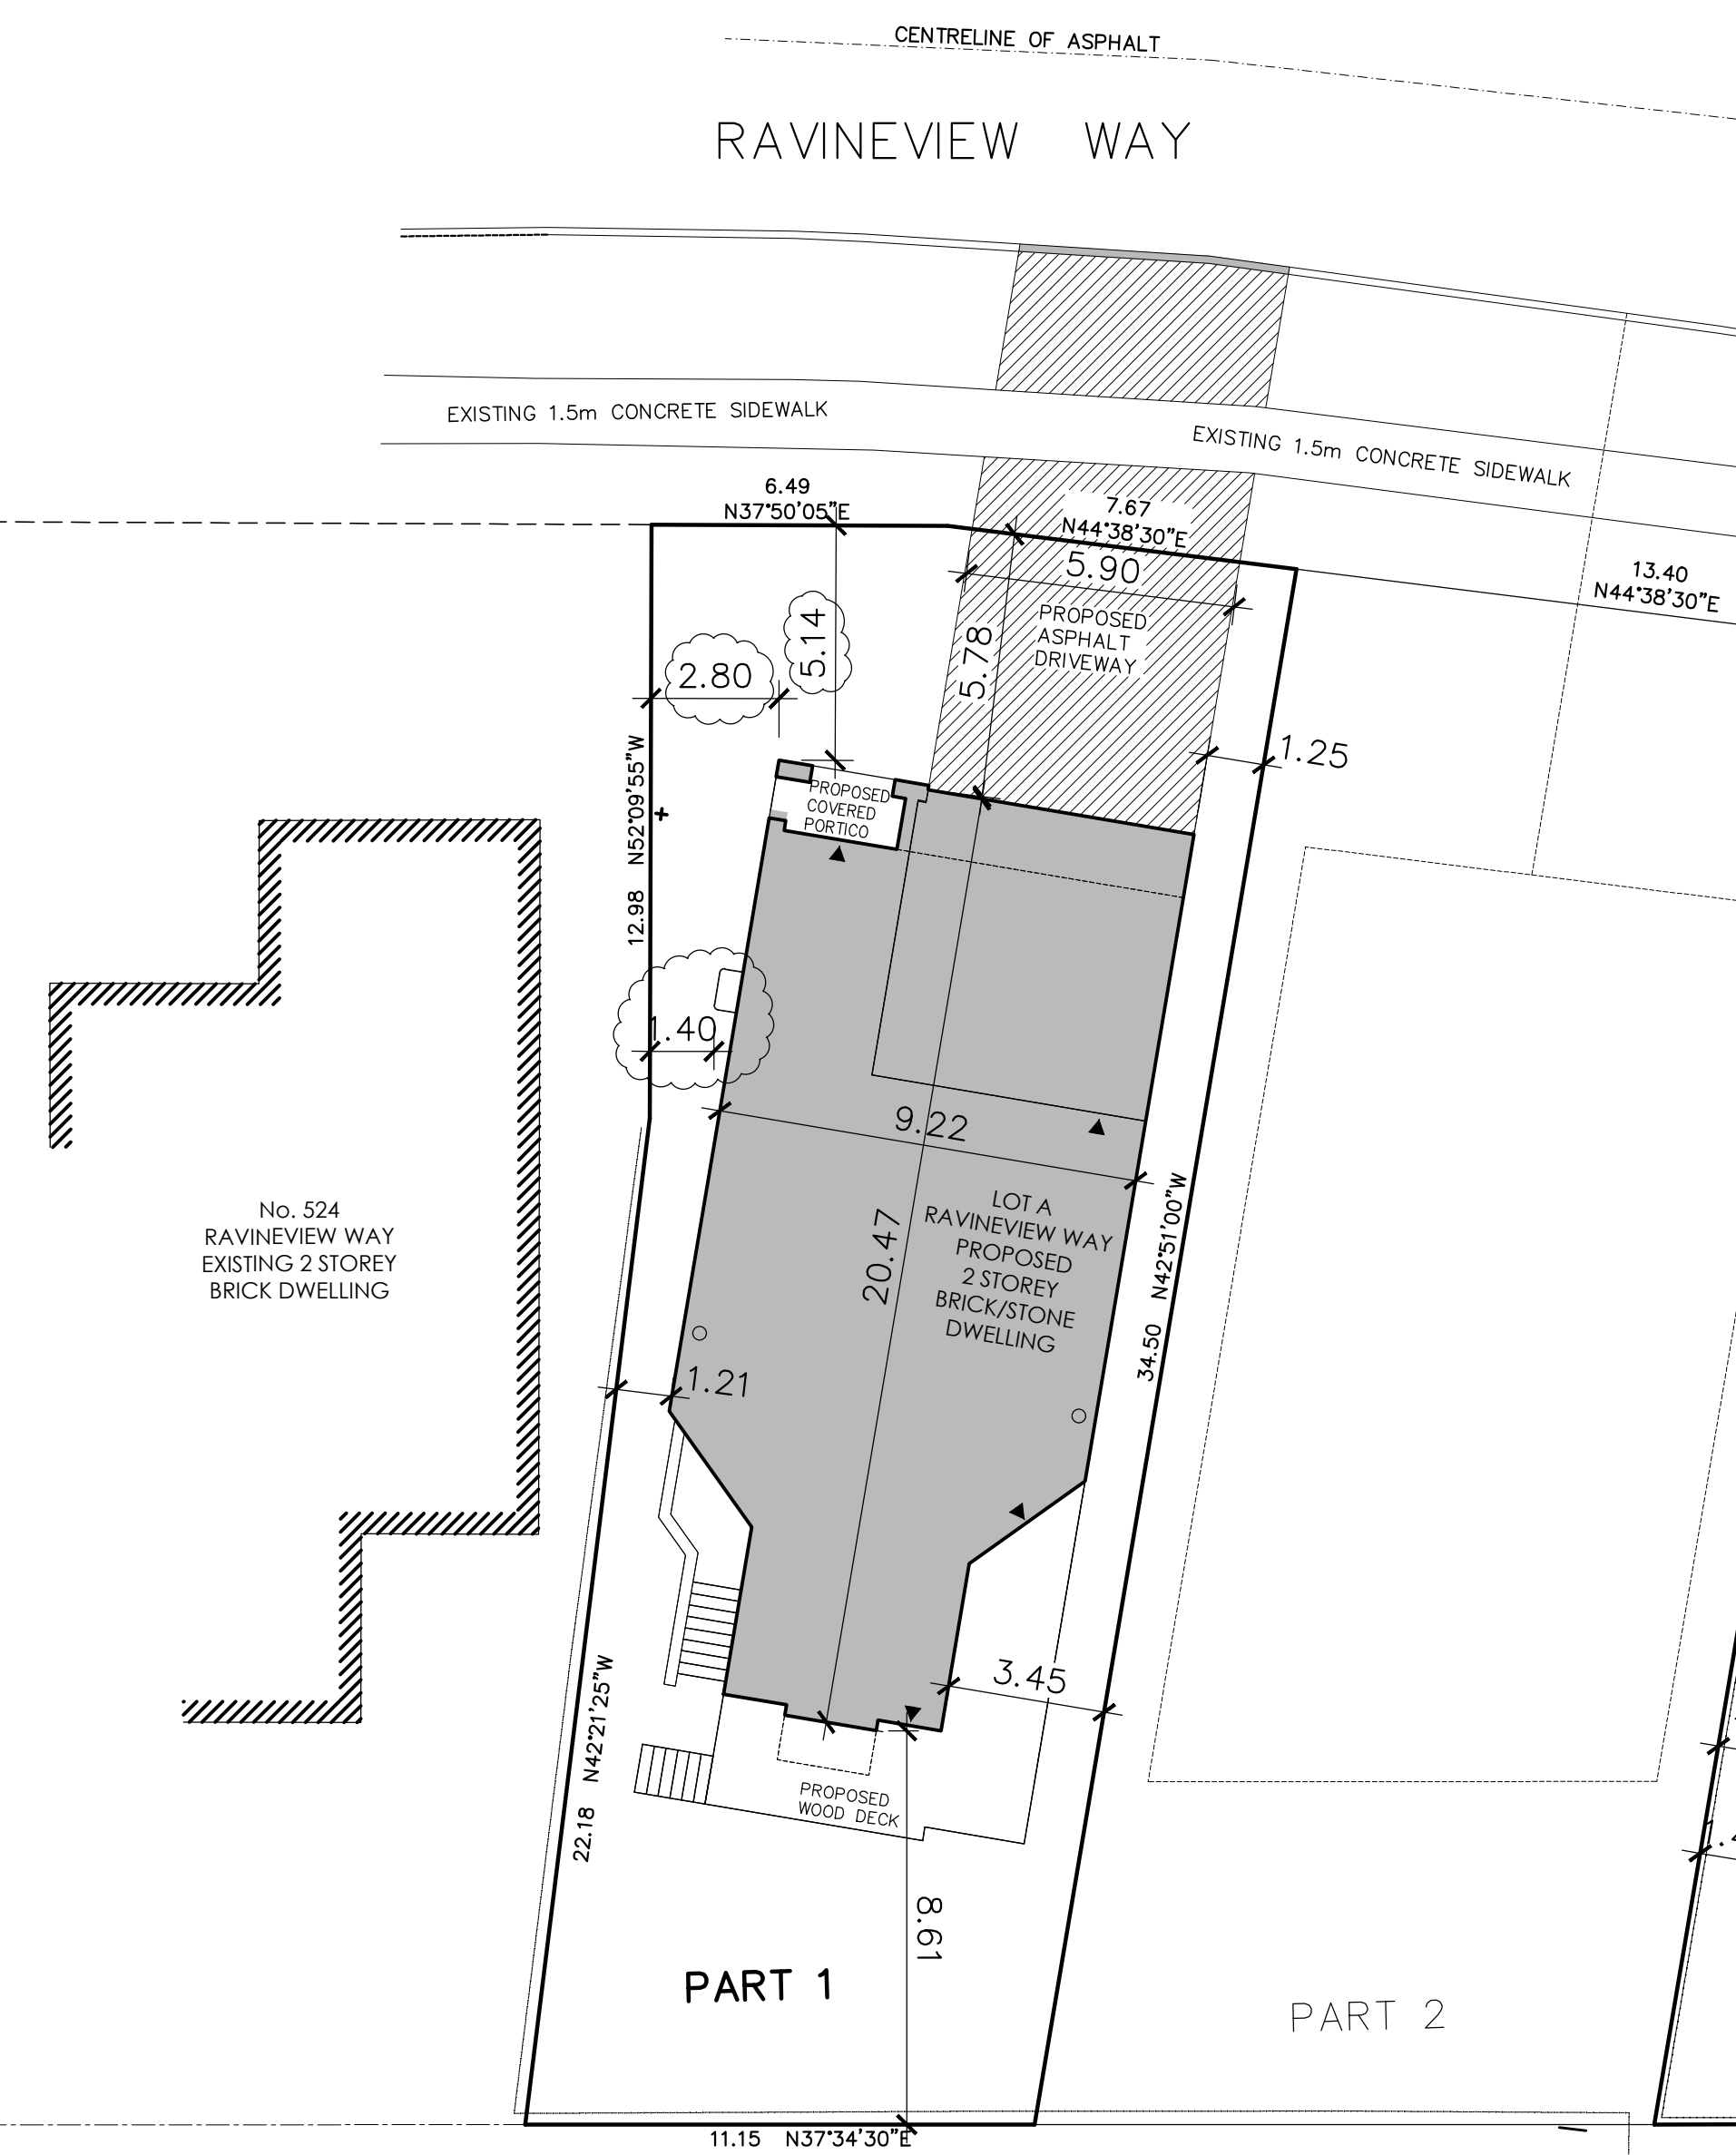 CENTRELINE OF ASPHALT
RAVINEVIEW WAY
EXISTING 1.5m CONCRETE SIDEWALK
EXISTING 1.5m CONCRETE SIDEWALK
6.49
N37°50'05"E
7.67
N44°38'30"E
13.40
N44°38'30"E
5.90
PROPOSED
ASPHALT
DRIVEWAY
5.14
5.78
2.80
1.25
12.98 N52°09'55"W
PROPOSED
COVERED
PORTICO
1.40
9.22
No. 524
RAVINEVIEW WAY
EXISTING 2 STOREY
BRICK DWELLING
LOT A
RAVINEVIEW WAY
PROPOSED
2 STOREY
BRICK/STONE
DWELLING
20.47
34.50 N42°51'00"W
1.21
3.45
22.18 N42°21'25"W
PROPOSED
WOOD DECK
8.61
PART 1
PART 2
11.15 N37°34'30"E